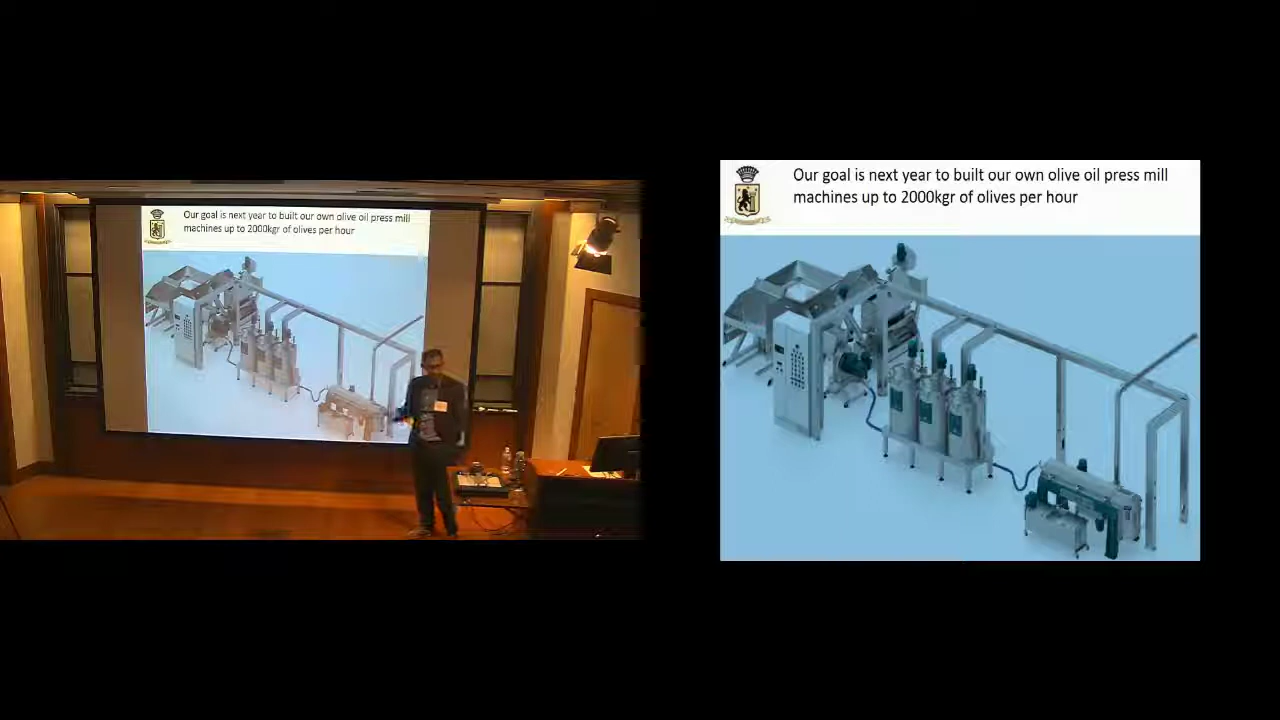 Our goal is next year to built our own olive oil press mill
machines up to 2000kgr of olives per hour
Our goal is next year to built our own olive oil press mill
machines up to 2000kgr of olives per hour